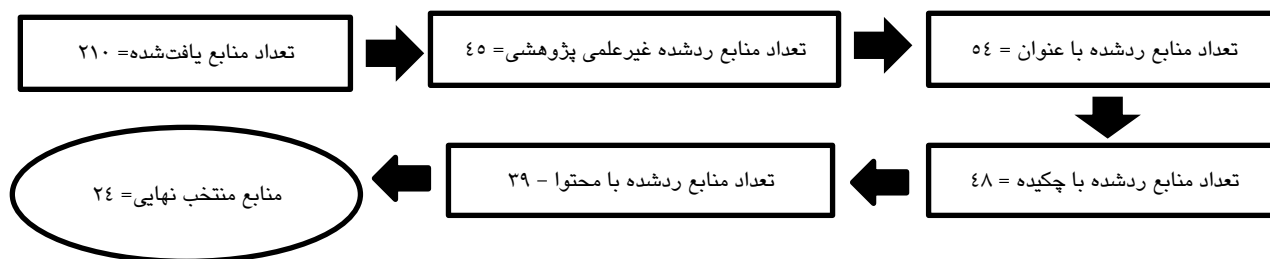 تعداد منابع یافت‌شده= ۲۱۰
تعداد منابع ردشده غیرعلمی پژوهشی= ٤٥
تعداد منابع ردشده با عنوان = ٥٤
تعداد منابع ردشده با چکیده = ٤٨
تعداد منابع ردشده با محتوا – ۳۹
منابع منتخب نهایی= ۲٤